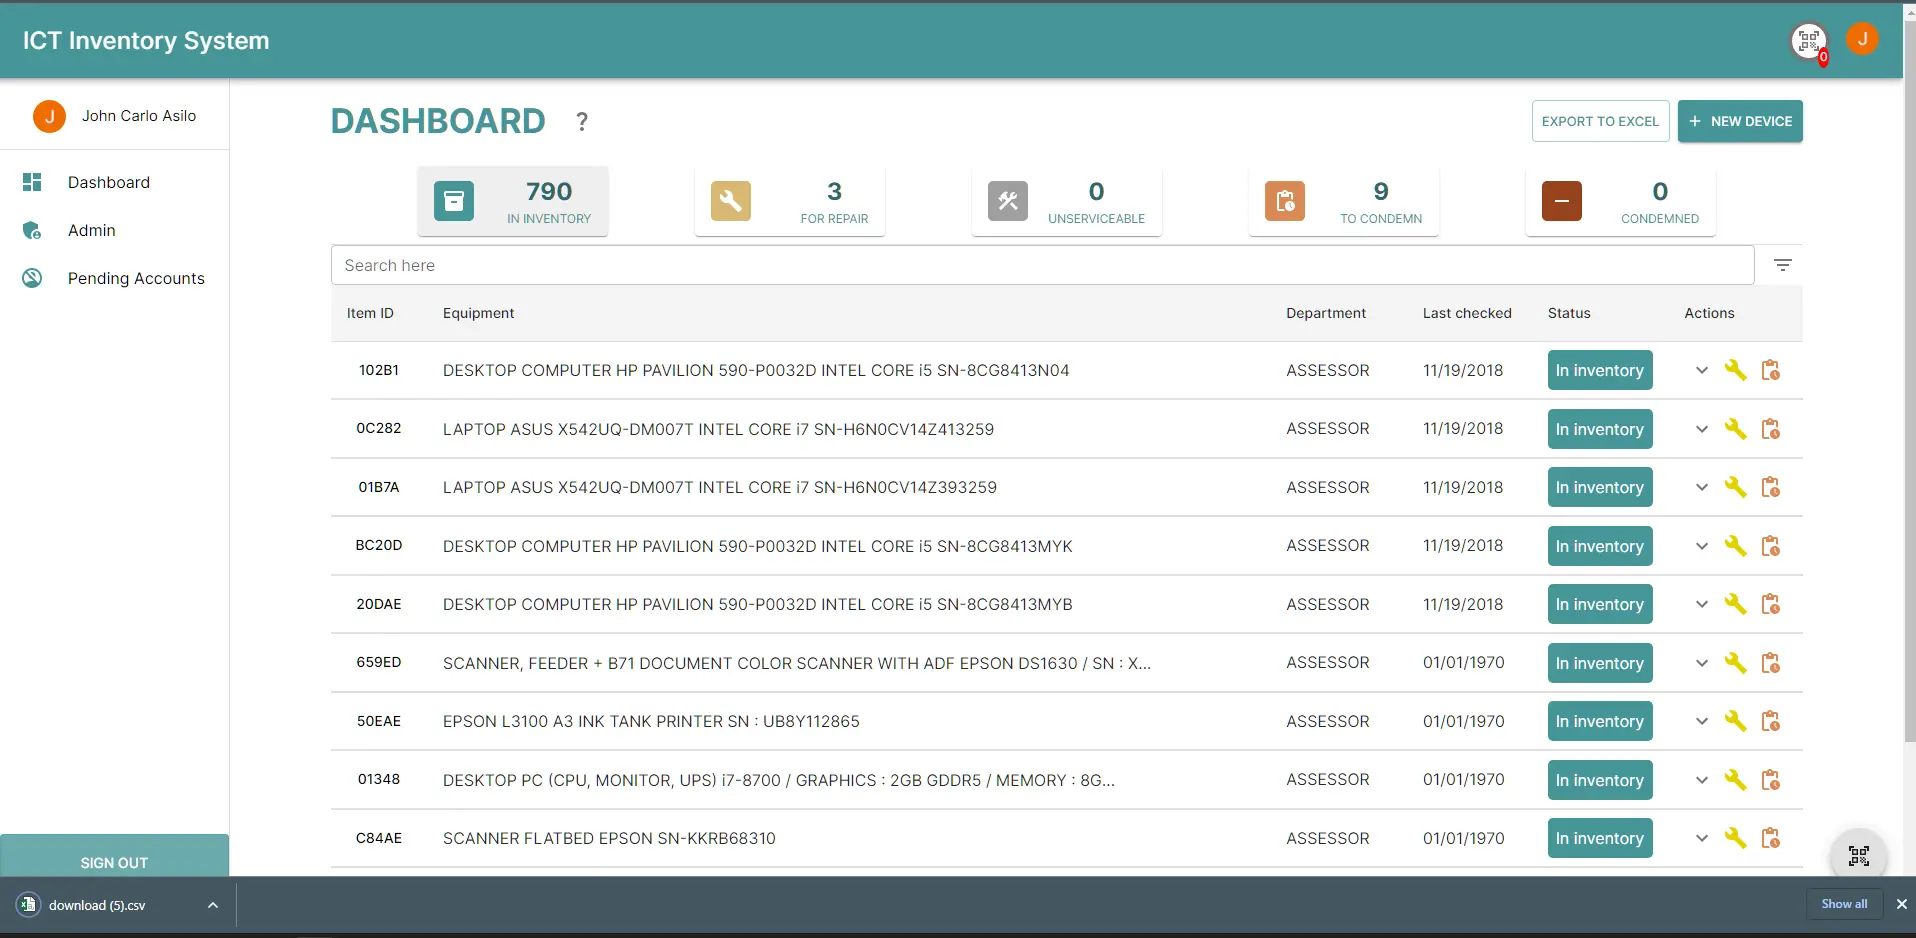 ICT Inventory System
0
J
J
John Carlo Asilo
Dashboard
Admin
Pending Accounts
SIGN OUT
DASHBOARD ?
EXPORT TO EXCEL
+ NEW DEVICE
790
IN INVENTORY
3
FOR REPAIR
0
UNSERVICEABLE
9
TO CONDEMN
0
CONDEMNED
Search here
Item ID Equipment Department Last checked Status Actions
102B1 DESKTOP COMPUTER HP PAVILION 590-P0032D INTEL CORE i5 SN-8CG8413N04 ASSESSOR 11/19/2018 In inventory
0C282 LAPTOP ASUS X542UQ-DM007T INTEL CORE i7 SN-H6N0CV14Z413259 ASSESSOR 11/19/2018 In inventory
01B7A LAPTOP ASUS X542UQ-DM007T INTEL CORE i7 SN-H6N0CV14Z393259 ASSESSOR 11/19/2018 In inventory
BC20D DESKTOP COMPUTER HP PAVILION 590-P0032D INTEL CORE i5 SN-8CG8413MYK ASSESSOR 11/19/2018 In inventory
20DAE DESKTOP COMPUTER HP PAVILION 590-P0032D INTEL CORE i5 SN-8CG8413MYB ASSESSOR 11/19/2018 In inventory
659ED SCANNER, FEEDER + B71 DOCUMENT COLOR SCANNER WITH ADF EPSON DS1630 / SN : X... ASSESSOR 01/01/1970 In inventory
50EAE EPSON L3100 A3 INK TANK PRINTER SN : UB8Y112865 ASSESSOR 01/01/1970 In inventory
01348 DESKTOP PC (CPU, MONITOR, UPS) i7-8700 / GRAPHICS : 2GB GDDR5 / MEMORY : 8G... ASSESSOR 01/01/1970 In inventory
C84AE SCANNER FLATBED EPSON SN-KKRB68310 ASSESSOR 01/01/1970 In inventory
download (5).csv
Show all